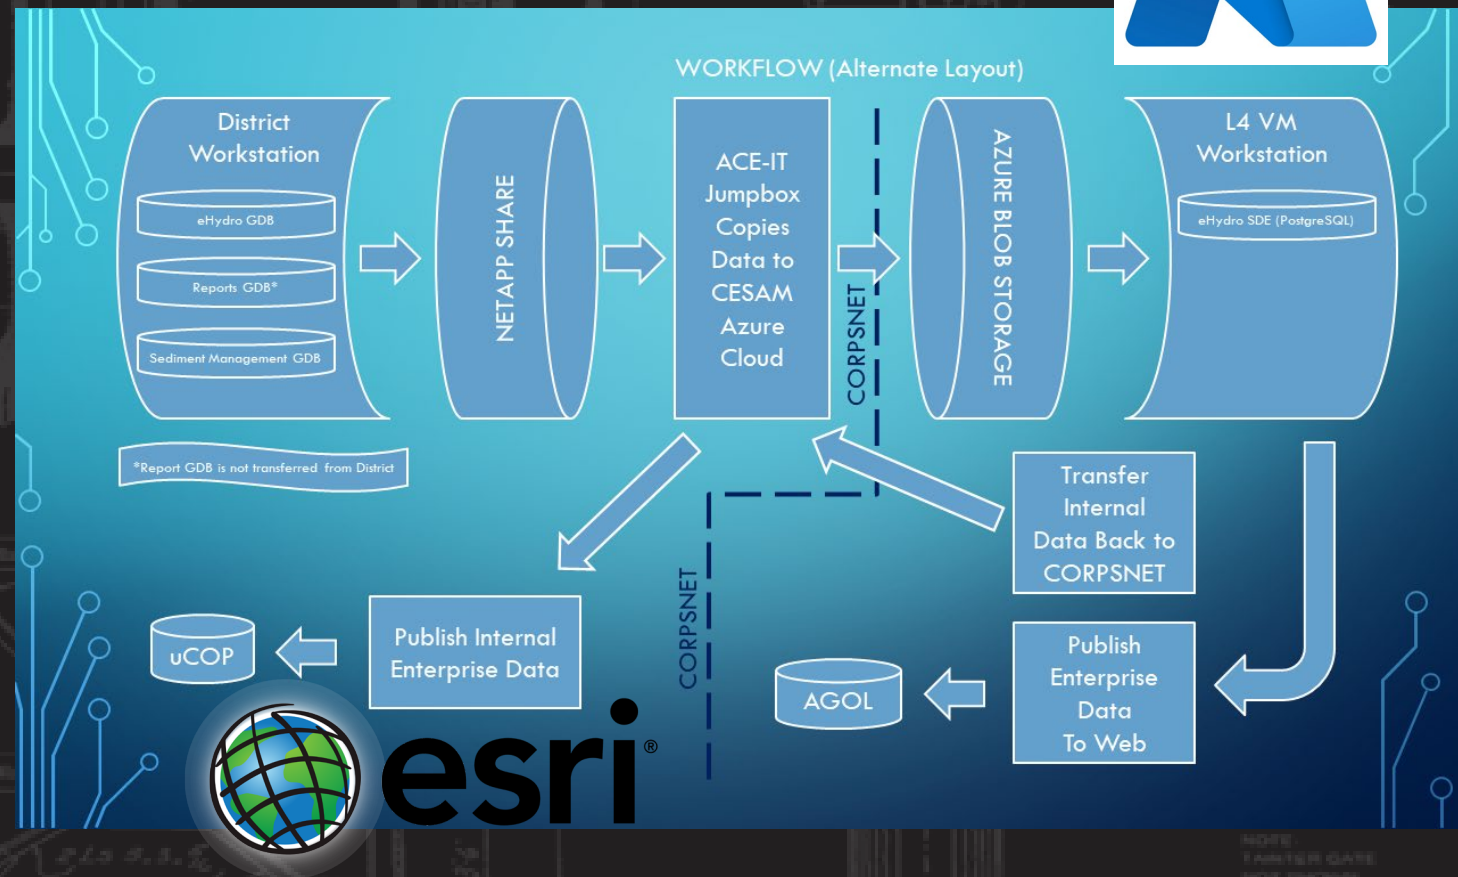 WORKFLOW (Alternate Layout)
District
Workstation
eHydro GDB
Reports GDB*
Sediment Management GDB
*Report GDB is not transferred from District
NETAPP SHARE
ACE-IT
Jumpbox
Copies
Data to
CESAM
Azure
Cloud
CORPSNET
AZURE BLOB STORAGE
L4 VM
Workstation
eHydro SDE (PostgreSQL)
Transfer
Internal
Data Back to
CORPSNET
Publish
Enterprise
Data
To Web
AGOL
CORPSNET
Publish Internal
Enterprise Data
uCOP
esri®